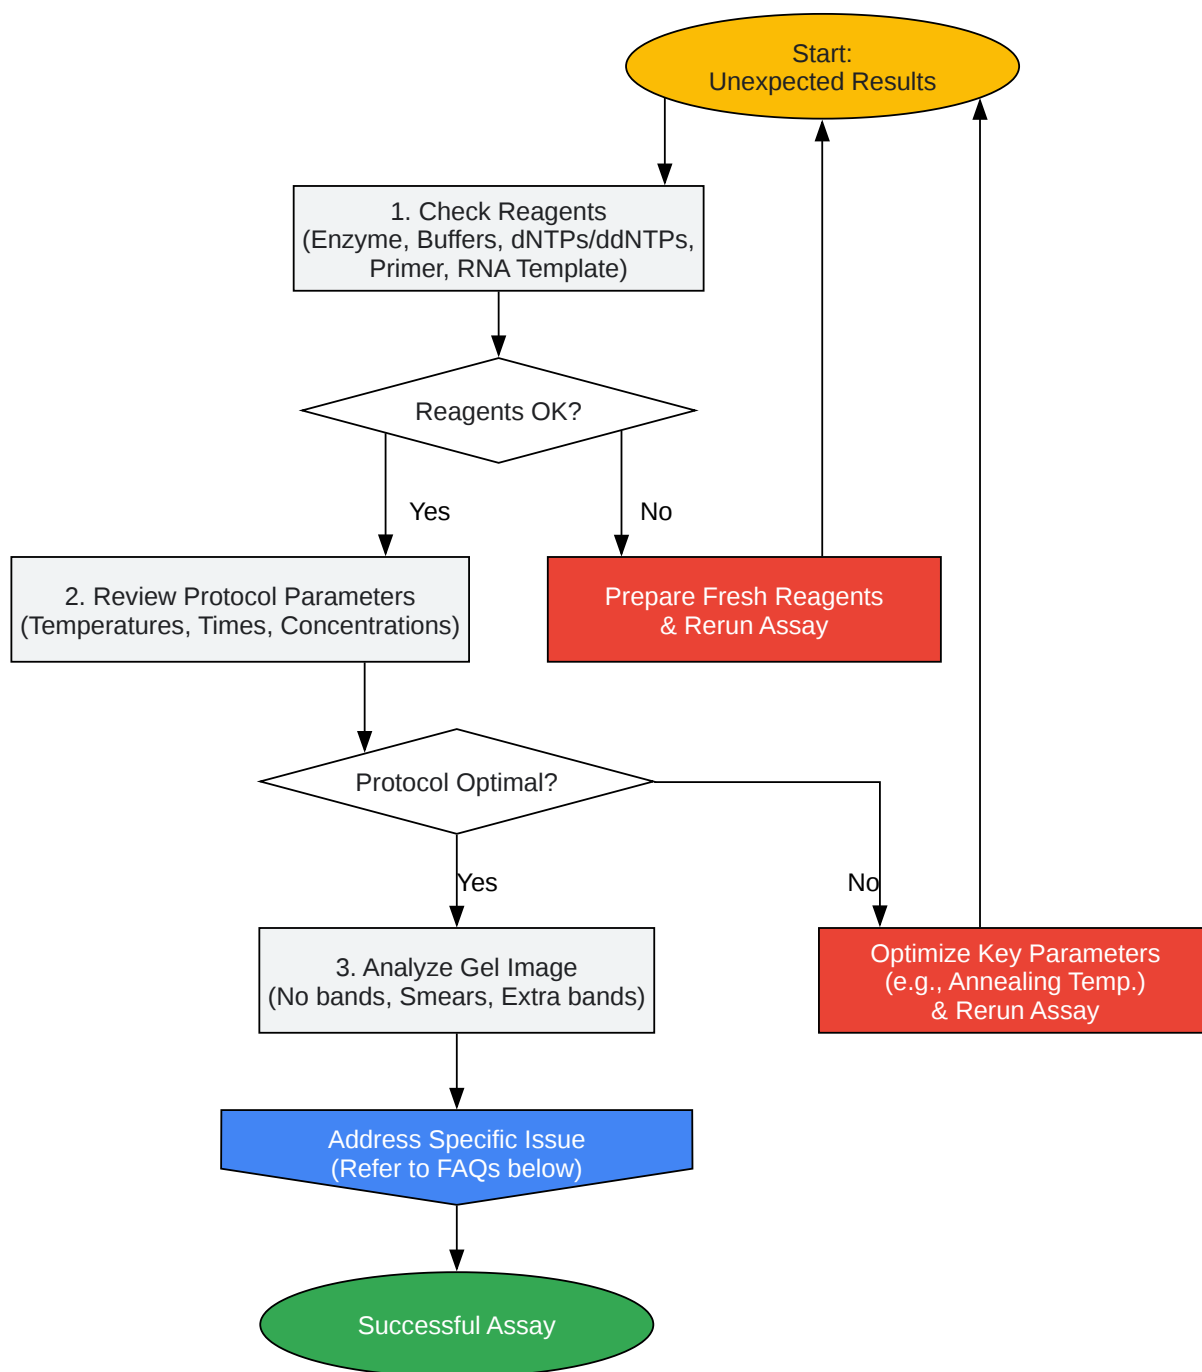 Start:
Unexpected Results
1. Check Reagents
(Enzyme, Buffers, dNTPs/ddNTPs,
Primer, RNA Template)
Reagents OK?
Yes
No
2. Review Protocol Parameters
(Temperatures, Times, Concentrations)
Prepare Fresh Reagents
& Rerun Assay
Protocol Optimal?
Yes
No
3. Analyze Gel Image
(No bands, Smears, Extra bands)
Optimize Key Parameters
(e.g., Annealing Temp.)
& Rerun Assay
Address Specific Issue
(Refer to FAQs below)
Successful Assay